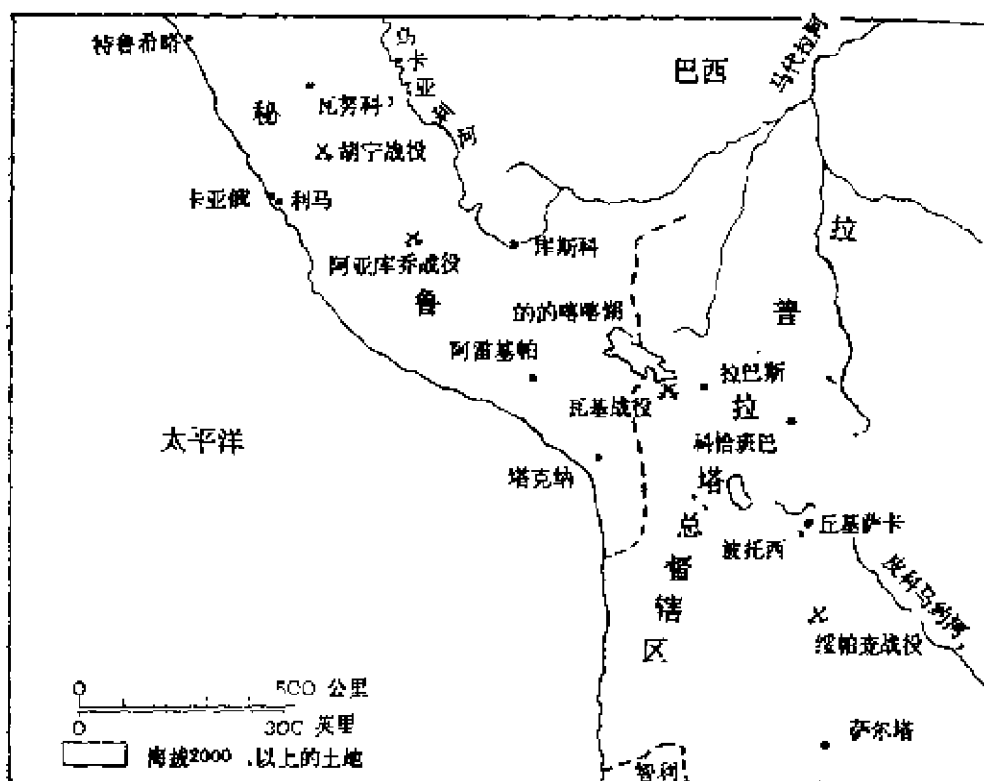 特鲁希略
乌卡亚利河
巴西
马代拉河
秘
瓦努科
胡宁战役
卡亚俄
利马
拉
库斯科
阿亚库乔战役
鲁
的的喀喀湖
普
阿雷基帕
拉巴斯
瓦基战役
拉
太平洋
科恰班巴
塔克纳
塔
总
丘基萨卡
波托西
督
皮科马约河
辖
绥帕恰战役
区
0 500 公里
0 300 英里
萨尔塔
海拔2000 以上的土地
智利